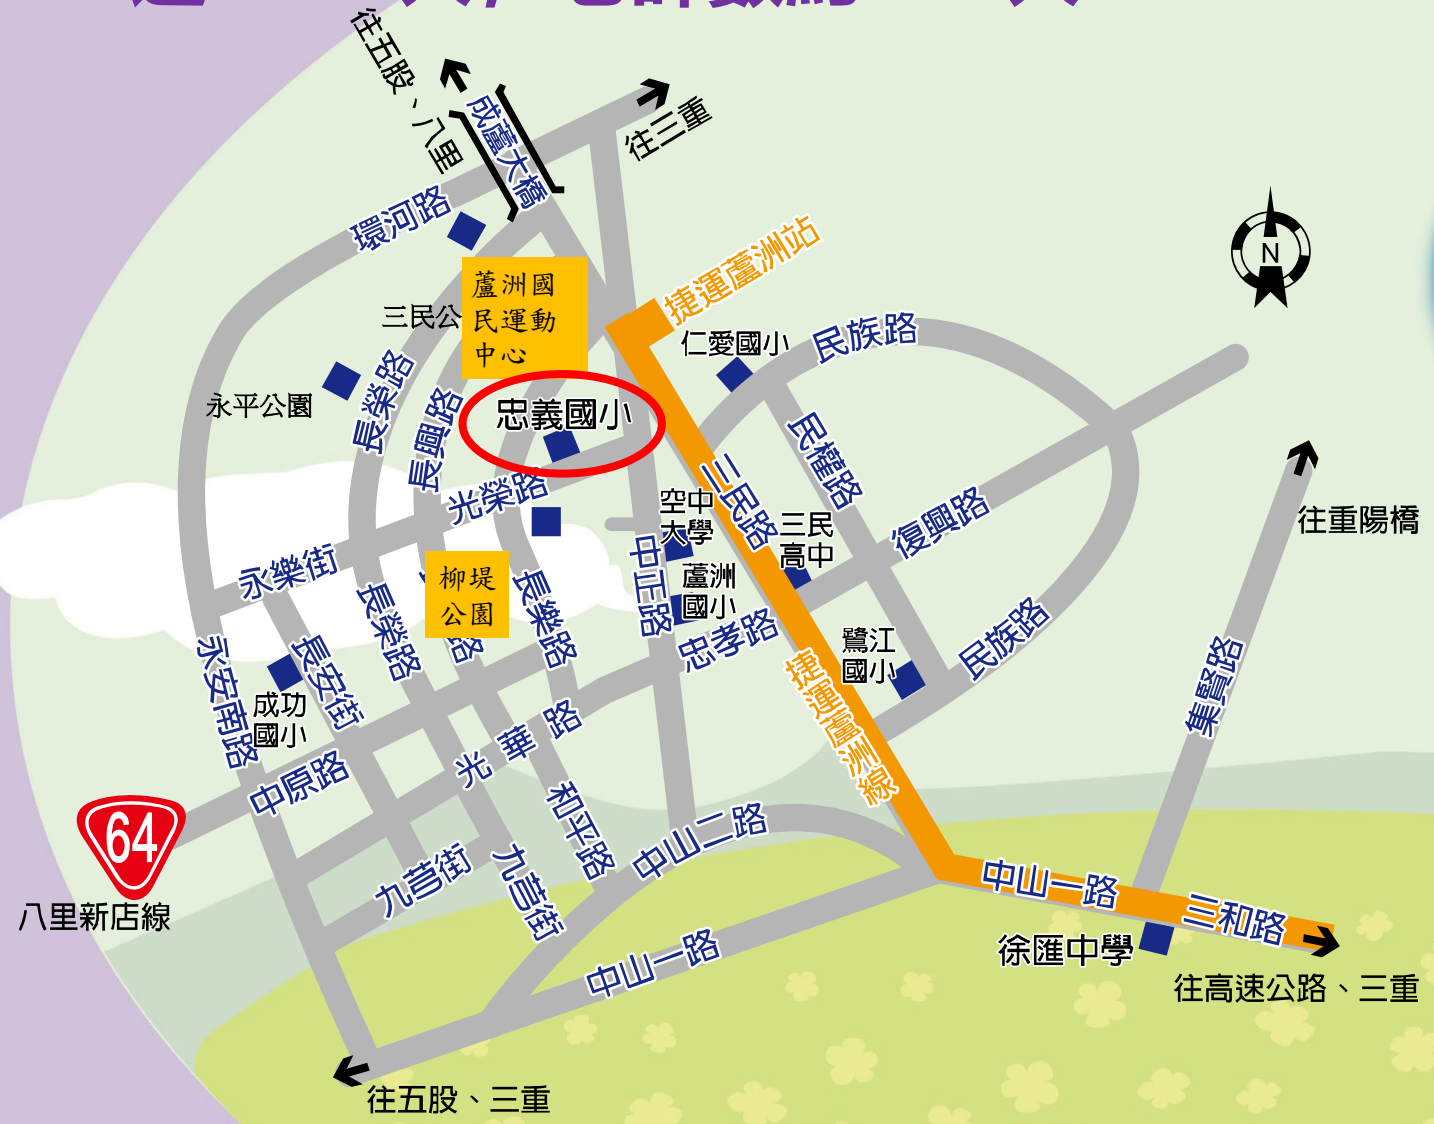 往五股、八里
成蘆大橋
往三重
環河路
捷運蘆洲站
N
蘆洲國
民運動
中心
三民公
仁愛國小
民族路
永平公園
長榮路
長興路
忠義國小
民權路
光榮路
三民路
空中
大學
三民
高中
復興路
往重陽橋
永樂街
中正路
蘆洲
國小
柳堤
公園
長榮路
路
長樂路
忠孝路
鷺江
國小
民族路
永安南路
長安街
成功
國小
捷運蘆洲線
集賢路
光華路
中原路
和平路
中山二路
64
八里新店線
九芎街
九芎街
中山一路
中山一路
三和路
徐匯中學
往高速公路、三重
往五股、三重